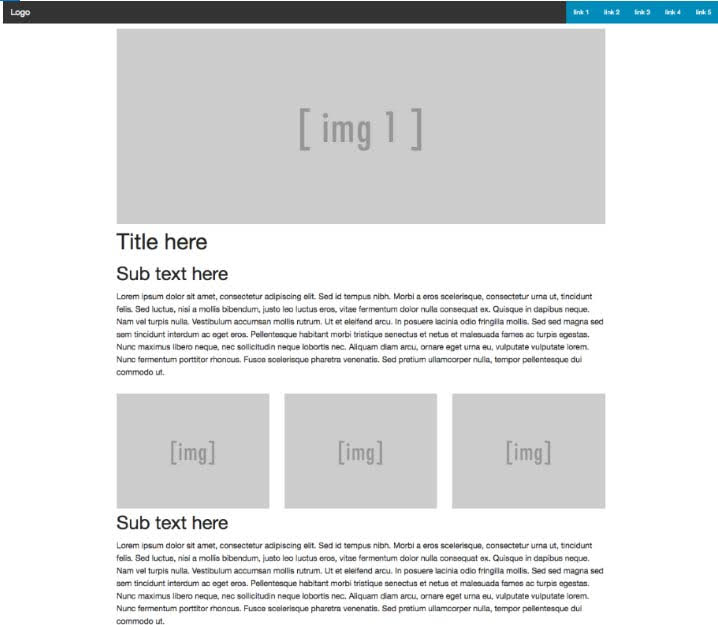 Logo
link 1 link 2 link 3 link 4 link 5
[ img 1 ]
Title here
Sub text here
Lorem ipsum dolor sit amet, consectetur adipiscing elit. Sed id tempus nibh. Morbi a eros scelerisque, consectetur urna ut, tincidunt
felis. Sed luctus, nisi a mollis bibendum, justo leo luctus eros, vitae fermentum dolor nulla consequat ex. Quisque in dapibus neque.
Nam vel turpis nulla. Vestibulum accumsan mollis rutrum. Ut et eleifend arcu. In posuere lacinia odio fringilla mollis. Sed sed magna sed
sem tincidunt interdum ac eget eros. Pellentesque habitant morbi tristique senectus et netus et malesuada fames ac turpis egestas.
Nunc maximus libero neque, nec sollicitudin neque lobortis nec. Aliquam diam arcu, ornare eget urna eu, vulputate vulputate lorem.
Nunc fermentum porttitor rhoncus. Fusce scelerisque pharetra venenatis. Sed pretium ullamcorper nulla, tempor pellentesque dui
commodo ut.
[img] [img] [img]
Sub text here
Lorem ipsum dolor sit amet, consectetur adipiscing elit. Sed id tempus nibh. Morbi a eros scelerisque, consectetur urna ut, tincidunt
felis. Sed luctus, nisi a mollis bibendum, justo leo luctus eros, vitae fermentum dolor nulla consequat ex. Quisque in dapibus neque.
Nam vel turpis nulla. Vestibulum accumsan mollis rutrum. Ut et eleifend arcu. In posuere lacinia odio fringilla mollis. Sed sed magna sed
sem tincidunt interdum ac eget eros. Pellentesque habitant morbi tristique senectus et netus et malesuada fames ac turpis egestas.
Nunc maximus libero neque, nec sollicitudin neque lobortis nec. Aliquam diam arcu, ornare eget urna eu, vulputate vulputate lorem.
Nunc fermentum porttitor rhoncus. Fusce scelerisque pharetra venenatis. Sed pretium ullamcorper nulla, tempor pellentesque dui
commodo ut.